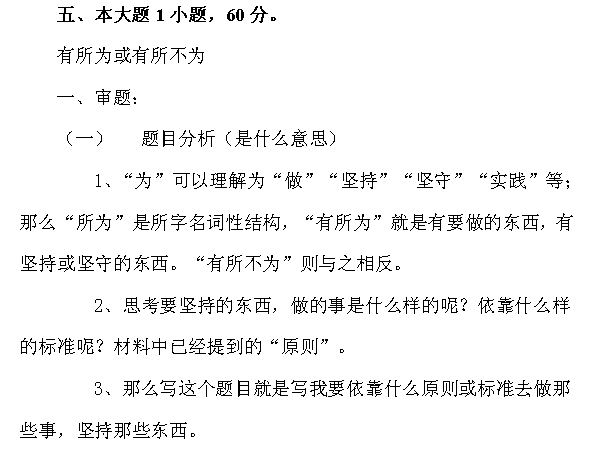 五、本大题 1 小题，60 分。
有所为或有所不为
一、审题：
（一） 题目分析（是什么意思）
1、“为”可以理解为“做”“坚持”“坚守”“实践”等；
那么“所为”是所字名词性结构，“有所为”就是有要做的东西，有
坚持或坚守的东西。“有所不为”则与之相反。
2、思考要坚持的东西，做的事是什么样的呢？依靠什么样
的标准呢？材料中已经提到的“原则”。
3、那么写这个题目就是写我要依靠什么原则或标准去做那
些事，坚持那些东西。